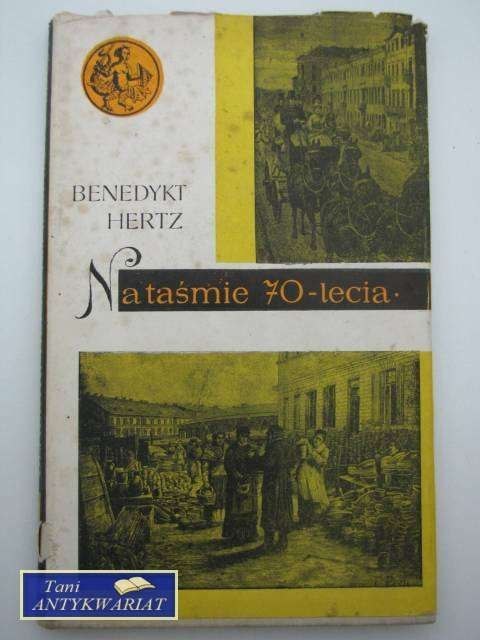 BENEDYKT
HERTZ
Na taśmie 70-lecia.
Tani
ANTYKWARIAT